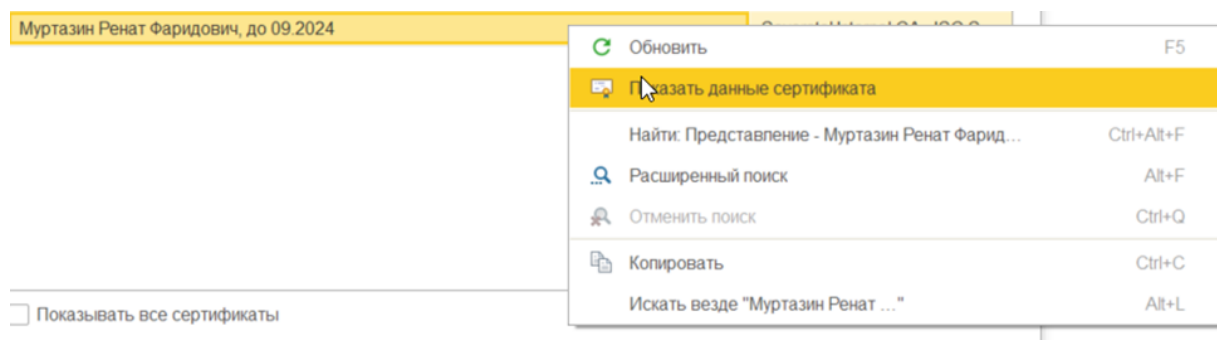 Муртазин Ренат Фаридович, до 09.2024
Обновить F5
Показать данные сертификата
Найти: Представление - Муртазин Ренат Фарид... Ctrl+Alt+F
Расширенный поиск Alt+F
Отменить поиск Ctrl+Q
Копировать Ctrl+C
Искать везде "Муртазин Ренат ..." Alt+L
Показывать все сертификаты